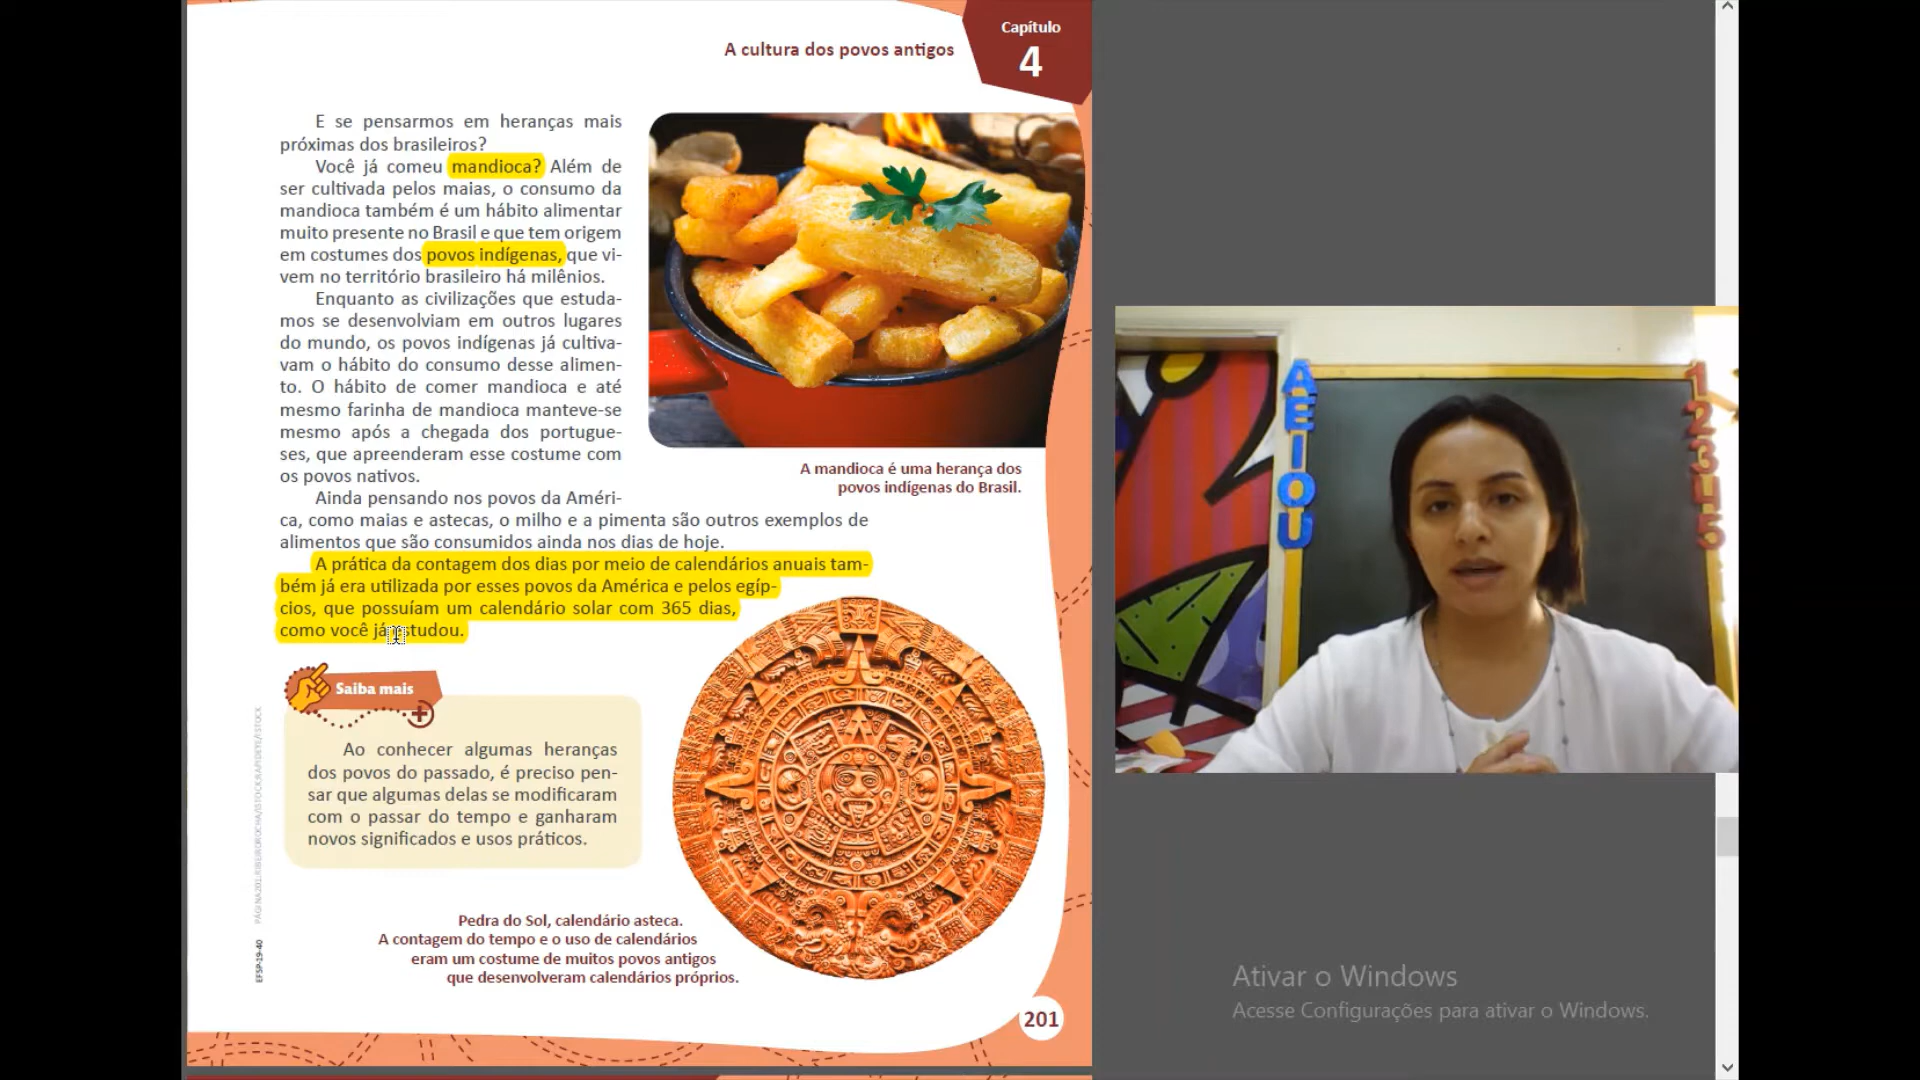 A cultura dos povos antigos
Capítulo
4
E se pensarmos em heranças mais
próximas dos brasileiros?
Você já comeu mandioca? Além de
ser cultivada pelos maias, o consumo da
mandioca também é um hábito alimentar
muito presente no Brasil e que tem origem
em costumes dos povos indígenas, que vi-
vem no território brasileiro há milênios.
Enquanto as civilizações que estuda-
mos se desenvolviam em outros lugares
do mundo, os povos indígenas já cultiva-
vam o hábito do consumo desse alimen-
to. O hábito de comer mandioca e até
mesmo farinha de mandioca manteve-se
mesmo após a chegada dos portugue-
ses, que apreenderam esse costume com
os povos nativos.
A mandioca é uma herança dos
povos indígenas do Brasil.
Ainda pensando nos povos da Améri-
ca, como maias e astecas, o milho e a pimenta são outros exemplos de
alimentos que são consumidos ainda nos dias de hoje.
A prática da contagem dos dias por meio de calendários anuais tam-
bém já era utilizada por esses povos da América e pelos egíp-
cios, que possuíam um calendário solar com 365 dias,
como você já estudou.
Saiba mais
Ao conhecer algumas heranças
dos povos do passado, é preciso pen-
sar que algumas delas se modificaram
com o passar do tempo e ganharam
novos significados e usos práticos.
Pedra do Sol, calendário asteca.
A contagem do tempo e o uso de calendários
eram um costume de muitos povos antigos
que desenvolveram calendários próprios.
EFSP-19-40
201
A
E
I
O
U
1
2
3
4
5
Ativar o Windows
Acesse Configurações para ativar o Windows.